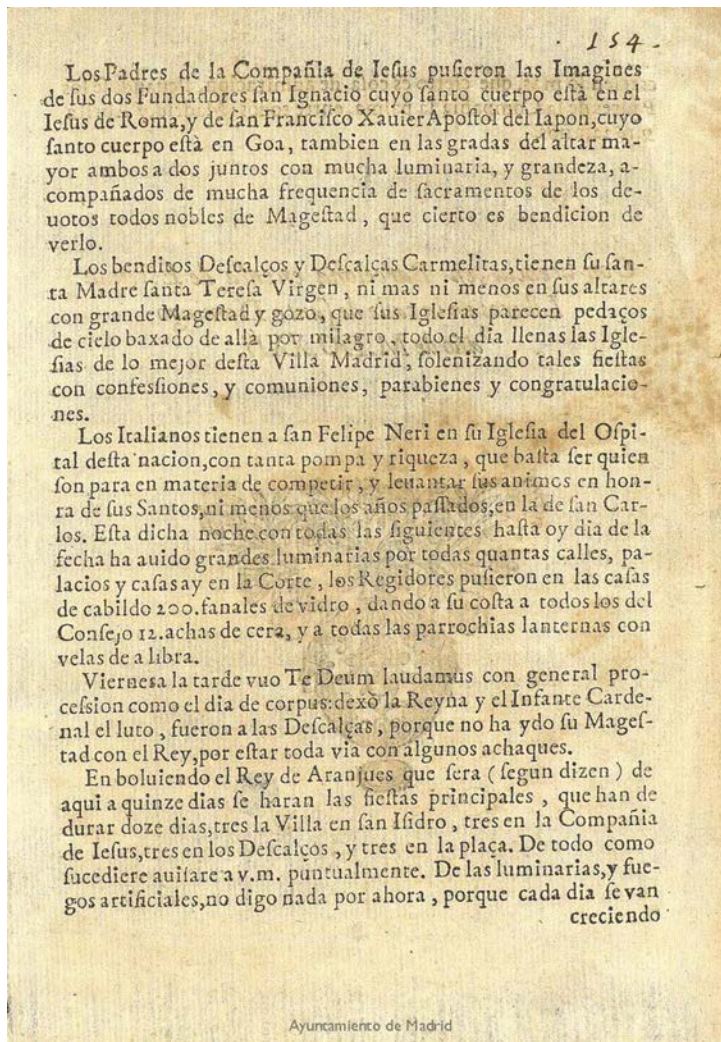 154.
Los Padres de la Compañia de Iesus pusieron las Imagines
de sus dos Fundadores san Ignacio cuyo santo cuerpo està en el
Iesus de Roma, y de san Francisco Xauier Apostol del Iapon, cuyo
santo cuerpo està en Goa, tambien en las gradas del altar ma-
yor ambos a dos juntos con mucha luminaria, y grandeza, a-
compañados de mucha frequencia de sacramentos de los de-
uotos todos nobles de Magestad, que cierto es bendicion de
verlo.
Los benditos Descalços y Descalças Carmelitas, tienen su san-
ta Madre santa Teresa Virgen, ni mas ni menos en sus altares
con grande Magestad y gozo, que sus Iglesias parecen pedaços
de cielo baxado de allà por milagro, todo el dia llenas las Igle-
sias de lo mejor desta Villa Madrid, solenizando tales fiestas
con confessiones, y comuniones, parabienes y congratulacio-
nes.
Los Italianos tienen a san Felipe Neri en su Iglesia del Ospi-
tal desta nacion, con tanta pompa y riqueza, que basta ser quien
son para en materia de competir, y leuantar sus animos en hon-
ra de sus Santos, ni menos que los años passados, en la de san Car-
los. Esta dicha noche con todas las siguientes hasta oy dia de la
fecha ha auido grandes luminarias por todas quantas calles, pa-
lacios y casas ay en la Corte, los Regidores pusieron en las casas
de cabildo 200. fanales de vidro, dando a su costa a todos los del
Consejo 12. achas de cera, y a todas las parrochias lanternas con
velas de a libra.
Viernes a la tarde vuo Te Deum laudamus con general pro-
cession como el dia de corpus: dexò la Reyna y el Infante Carde-
nal el luto, fueron a las Descalças, porque no ha ydo su Mages-
tad con el Rey, por estar toda via con algunos achaques.
En boluiendo el Rey de Aranjues que sera (segun dizen) de
aqui a quinze dias se haran las fiestas principales, que han de
durar doze dias, tres la Villa en san Isidro, tres en la Compañia
de Iesus, tres en los Descalços, y tres en la plaça. De todo como
sucediere auisare a v.m. puntualmente. De las luminarias, y fue-
gos artificiales, no digo nada por ahora, porque cada dia se van
creciendo
Ayuntamiento de Madrid